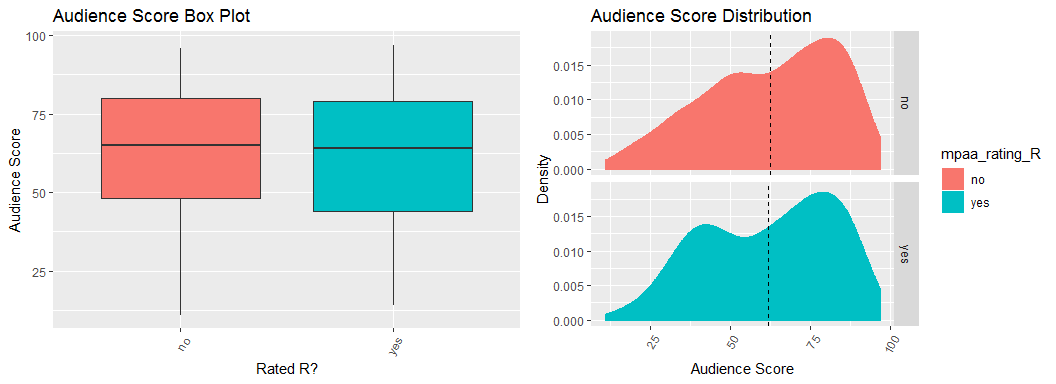 Audience Score Box Plot
Audience Score
100
75
50
25
no
yes
Rated R?
Audience Score Distribution
Density
0.015
0.010
0.005
0.000
no
0.015
0.010
0.005
0.000
yes
25
50
75
100
Audience Score
mpaa_rating_R
no
yes